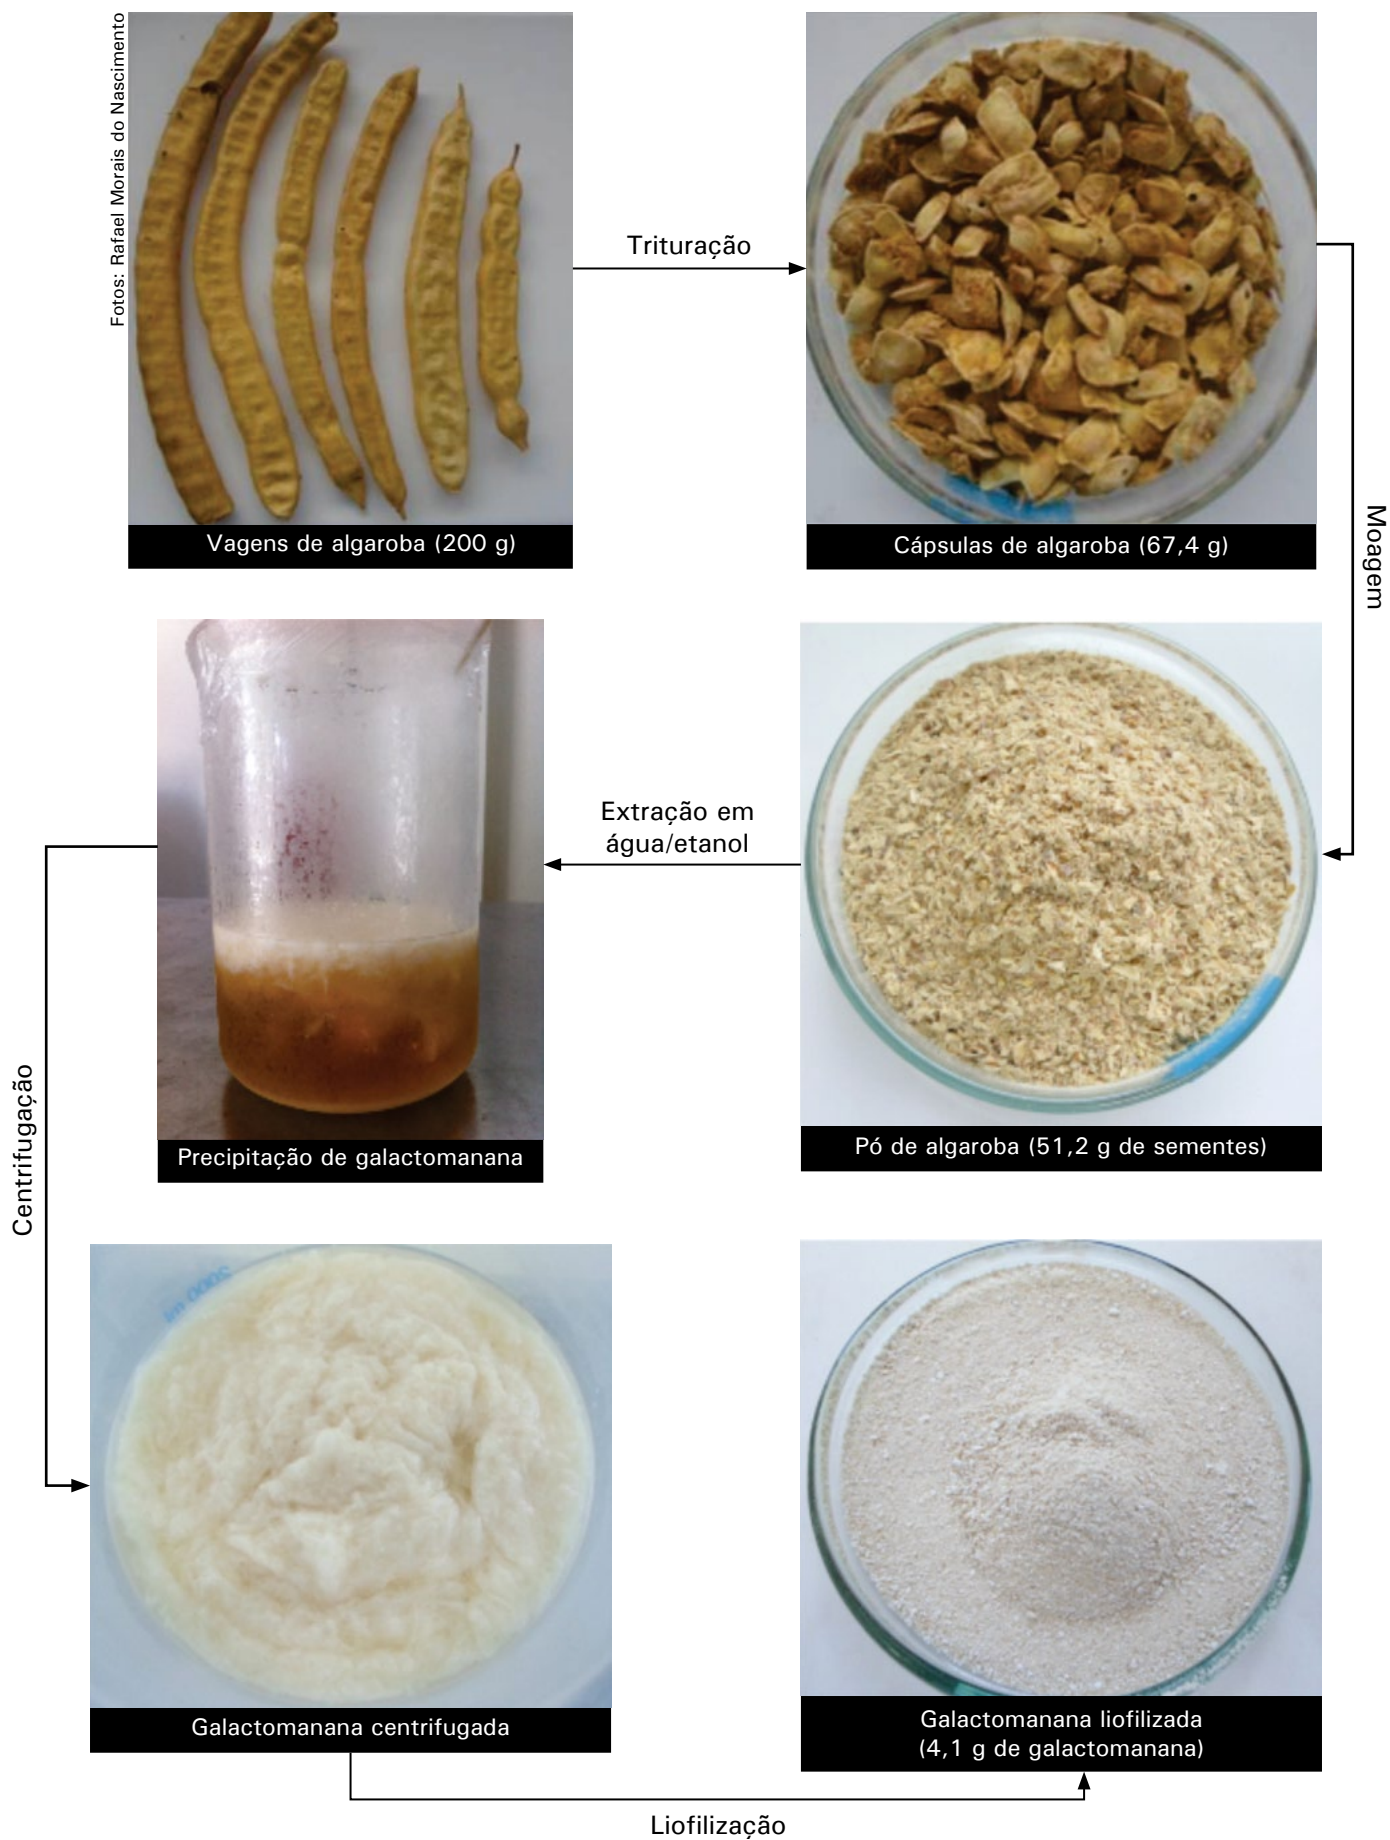 Fotos: Rafael Morais do Nascimento
Trituração
Vagens de algaroba (200 g)
Cápsulas de algaroba (67,4 g)
Moagem
Extração em
água/etanol
Precipitação de galactomanana
Pó de algaroba (51,2 g de sementes)
Centrifugação
Galactomanana centrifugada
Galactomanana liofilizada
(4,1 g de galactomanana)
Liofilização